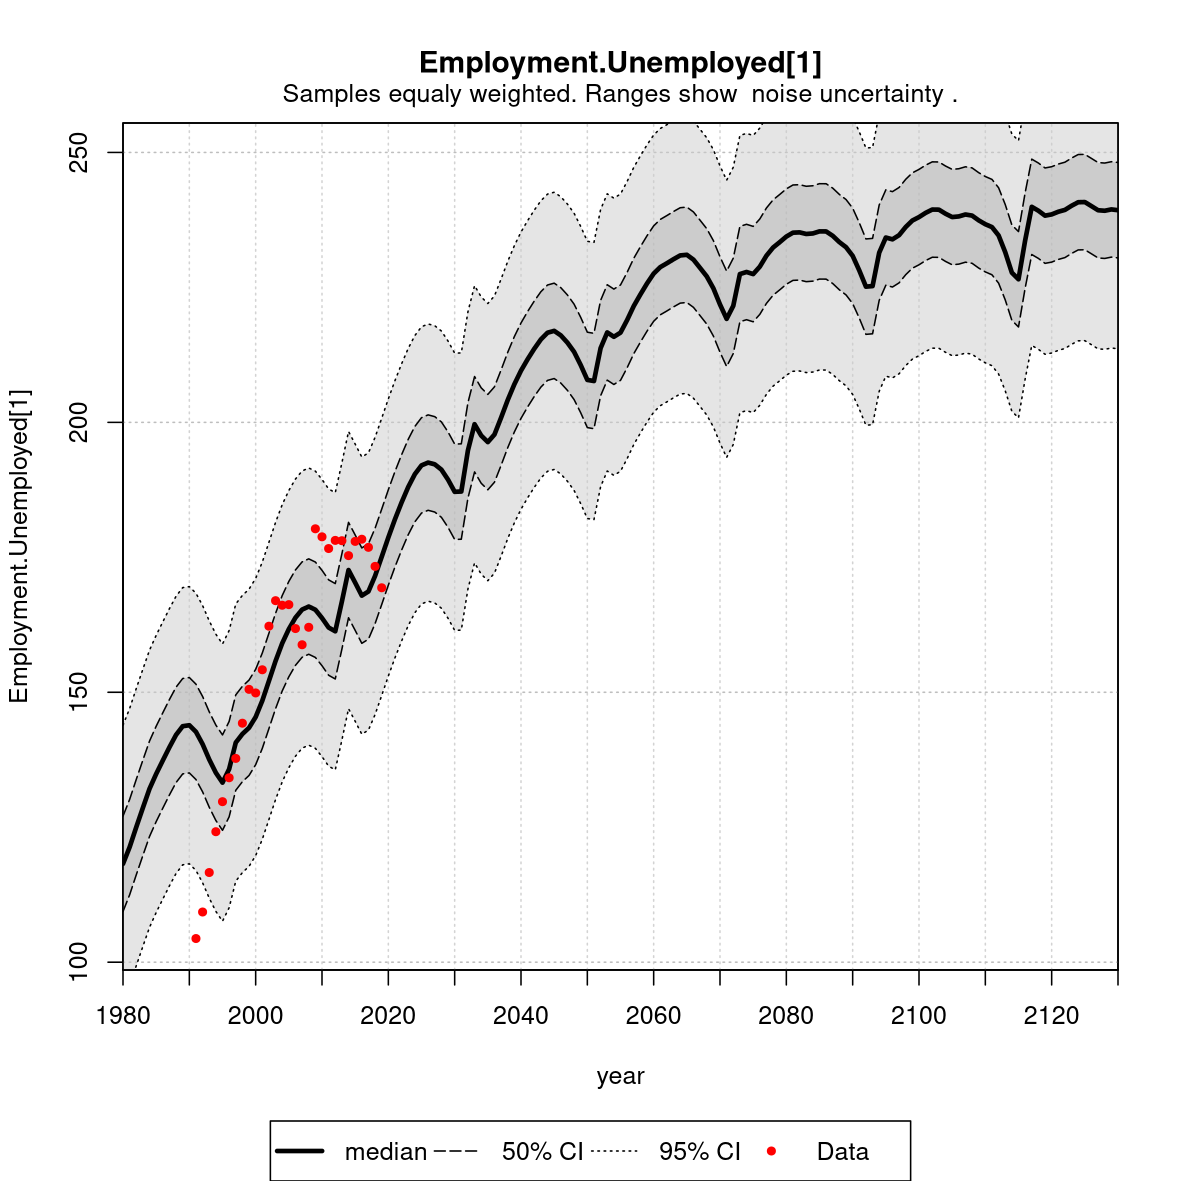 Employment.Unemployed[1]
Samples equaly weighted. Ranges show  noise uncertainty .
Employment.Unemployed[1]
250
200
150
100
1980 2000 2020 2040 2060 2080 2100 2120
year
median 50% CI 95% CI Data